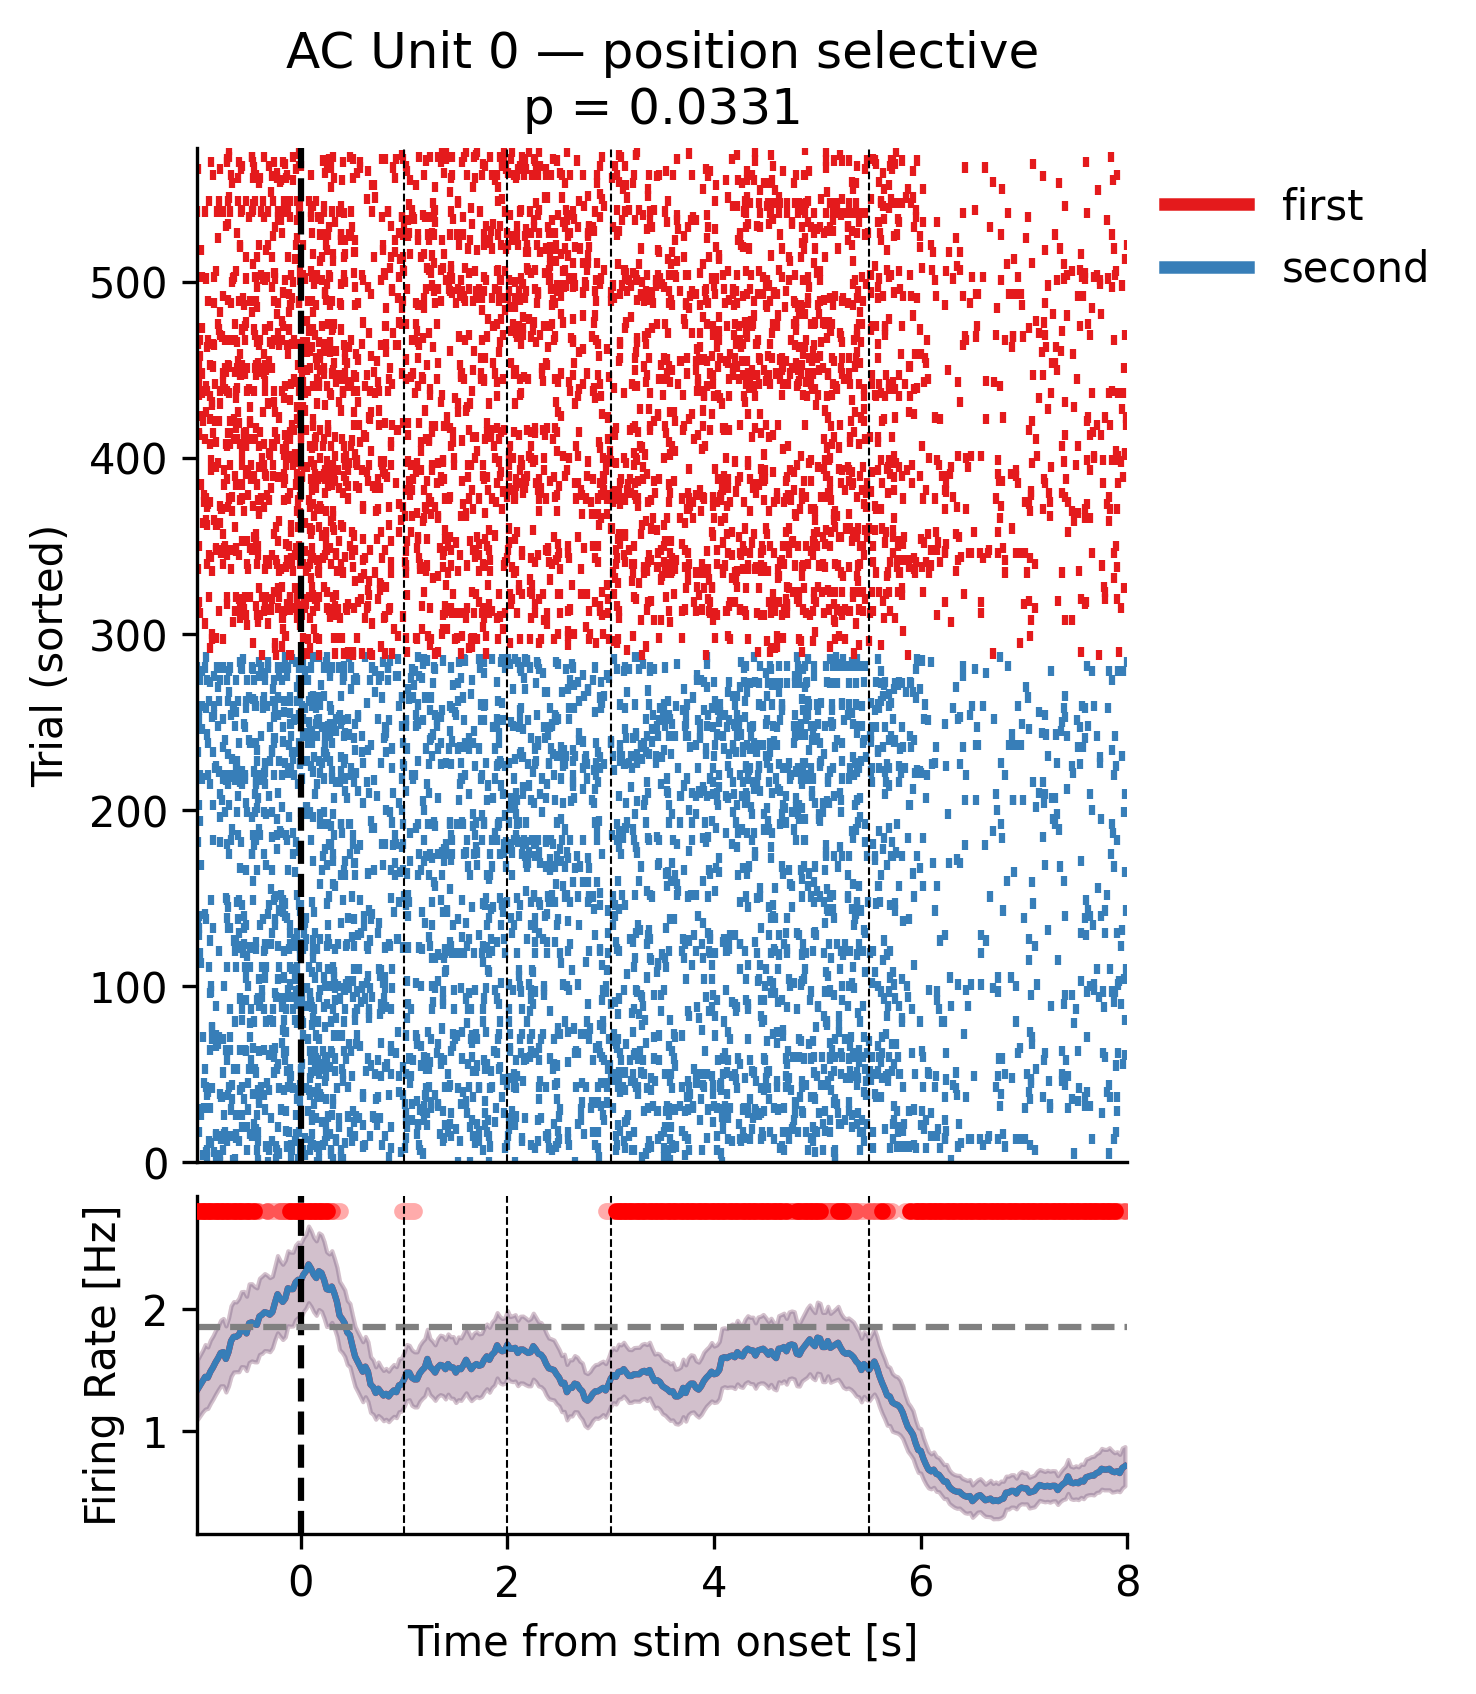 AC Unit 0 — position selective
p = 0.0331
first
second
Trial (sorted)
500
400
300
200
100
0
Firing Rate [Hz]
2
1
0 2 4 6 8
Time from stim onset [s]